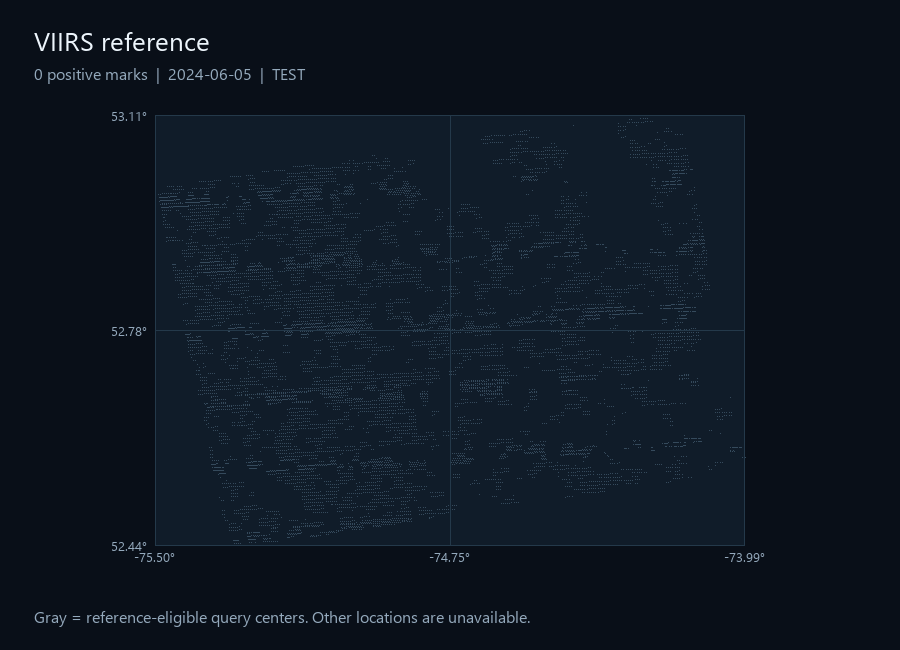 VIIRS reference
0 positive marks | 2024-06-05 | TEST
53.11°
52.78°
52.44°
-75.50°
-74.75°
-73.99°
Gray = reference-eligible query centers. Other locations are unavailable.